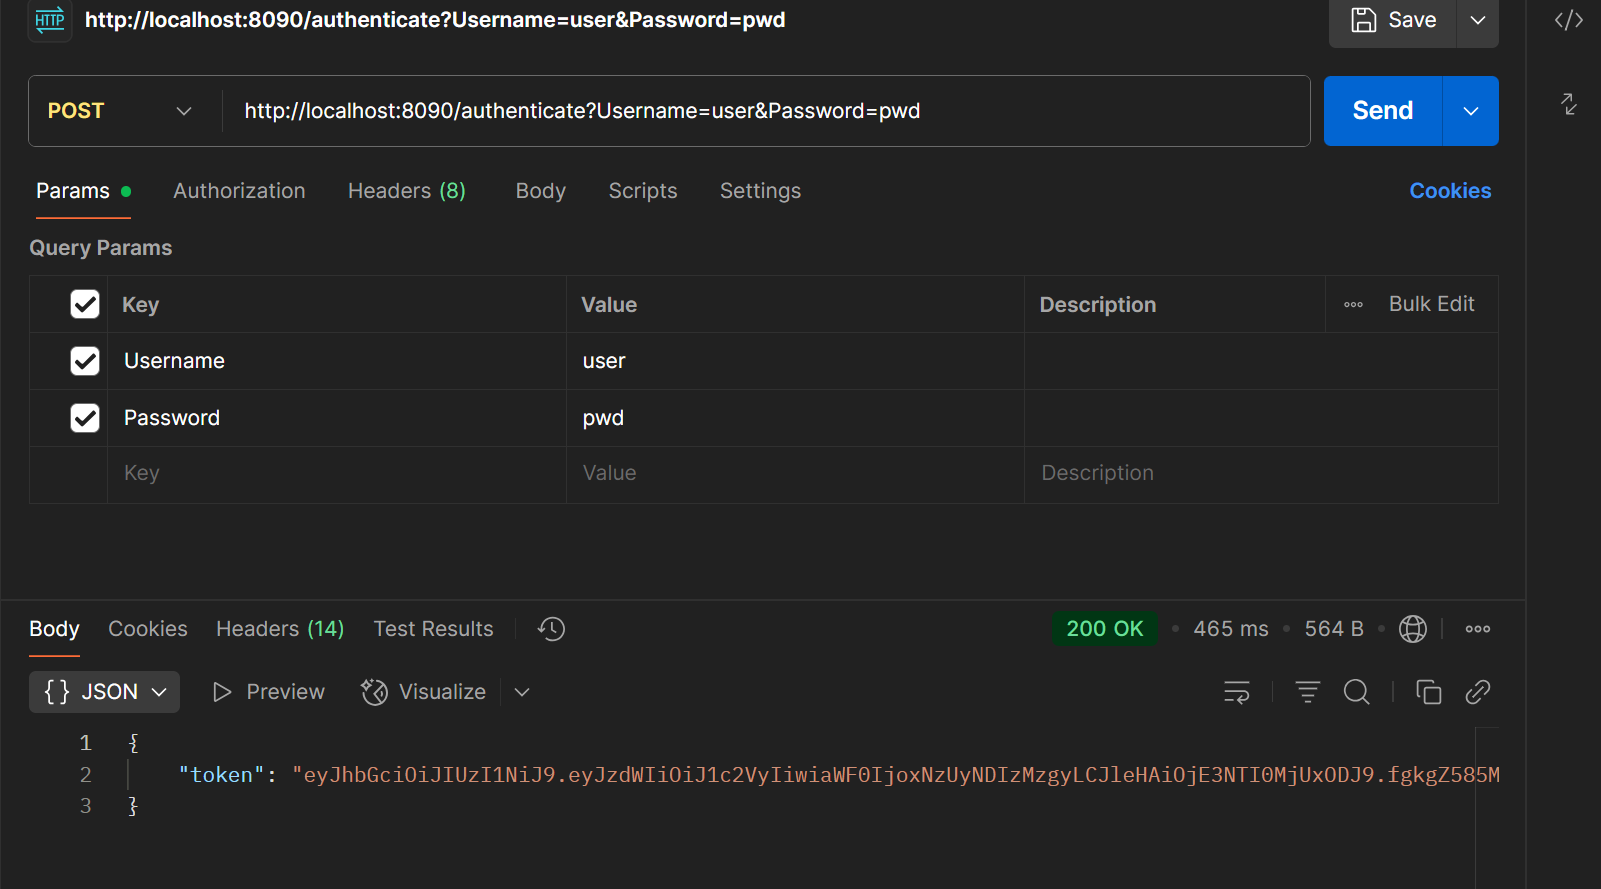 HTTP http://localhost:8090/authenticate?Username=user&Password=pwd Save
POST http://localhost:8090/authenticate?Username=user&Password=pwd Send
Params Authorization Headers (8) Body Scripts Settings Cookies
Query Params
Key Value Description Bulk Edit
Username user
Password pwd
Key Value Description
Body Cookies Headers (14) Test Results 200 OK • 465 ms • 564 B •
{} JSON Preview Visualize
1 {
2 "token": "eyJhbGciOiJIUzI1NiJ9.eyJzdWIiOiJ1c2VyIiwiaWF0IjoxNzUyNDIzMzgyLCJleHAiOjE3NTI0MjUxODJ9.fgkgZ585M
3 }